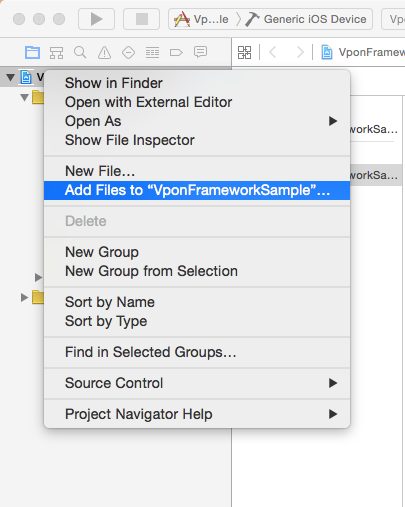 Vp…le
Generic iOS Device
Vpo
VponFramew
V
Show in Finder
Open with External Editor
Open As
Show File Inspector
New File…
Add Files to “VponFrameworkSample”…
Delete
New Group
New Group from Selection
Sort by Name
Sort by Type
Find in Selected Groups…
Source Control
Project Navigator Help
workSa…
workSa…